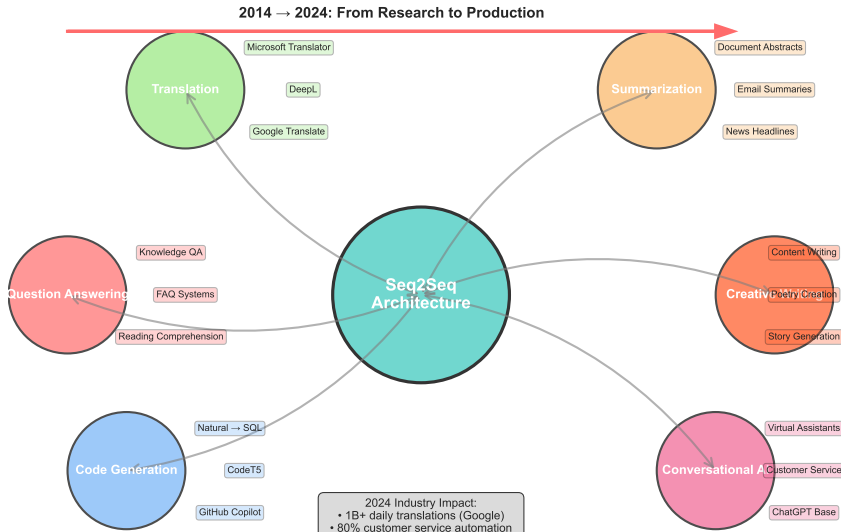 2014 → 2024: From Research to Production
Translation
Microsoft Translator
DeepL
Google Translate
Summarization
Document Abstracts
Email Summaries
News Headlines
Question Answering
Knowledge QA
FAQ Systems
Reading Comprehension
Seq2Seq
Architecture
Creative
Content Writing
Poetry Creation
Story Generation
Code Generation
Natural → SQL
CodeT5
GitHub Copilot
Conversational A
Virtual Assistants
Customer Service
ChatGPT Base
2024 Industry Impact:
• 1B+ daily translations (Google)
• 80% customer service automation